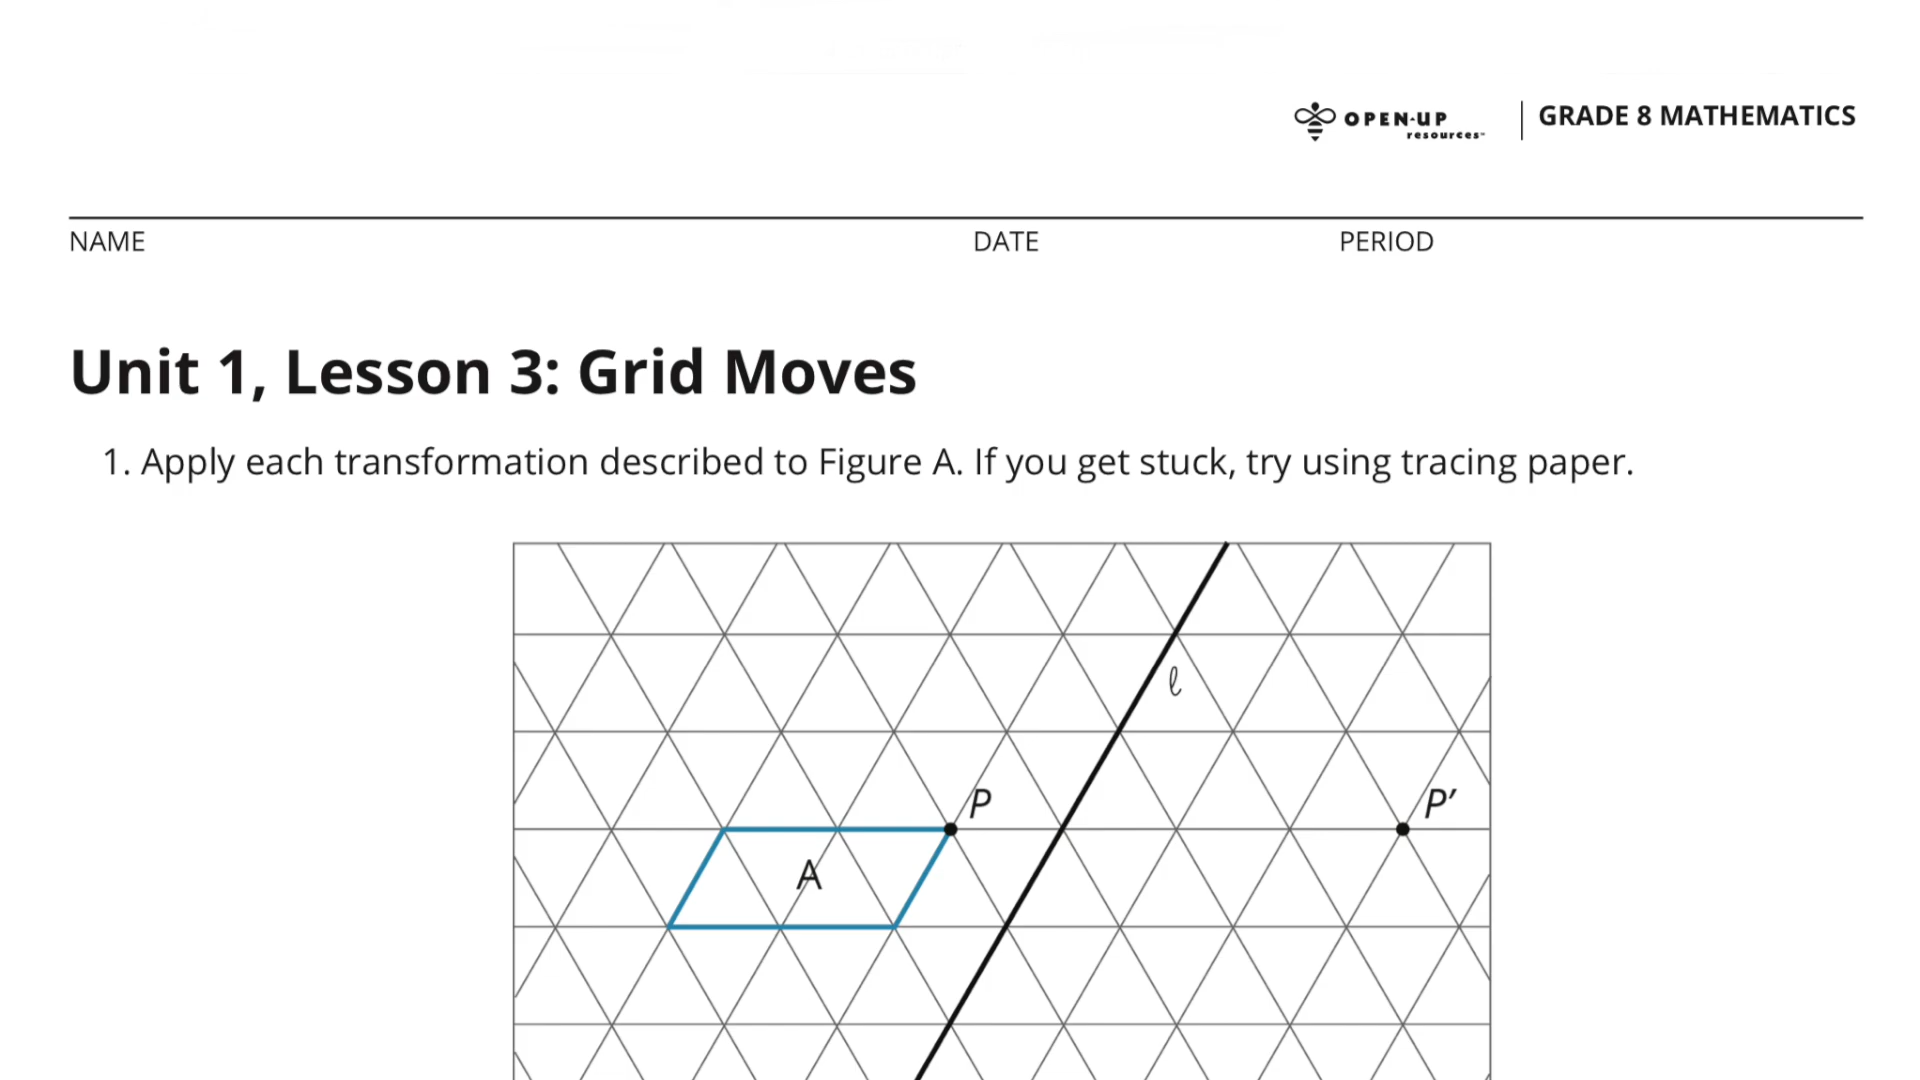 OPEN-UP
resources™
GRADE 8 MATHEMATICS
NAME DATE PERIOD
Unit 1, Lesson 3: Grid Moves
1. Apply each transformation described to Figure A. If you get stuck, try using tracing paper.
ℓ
P
P′
A